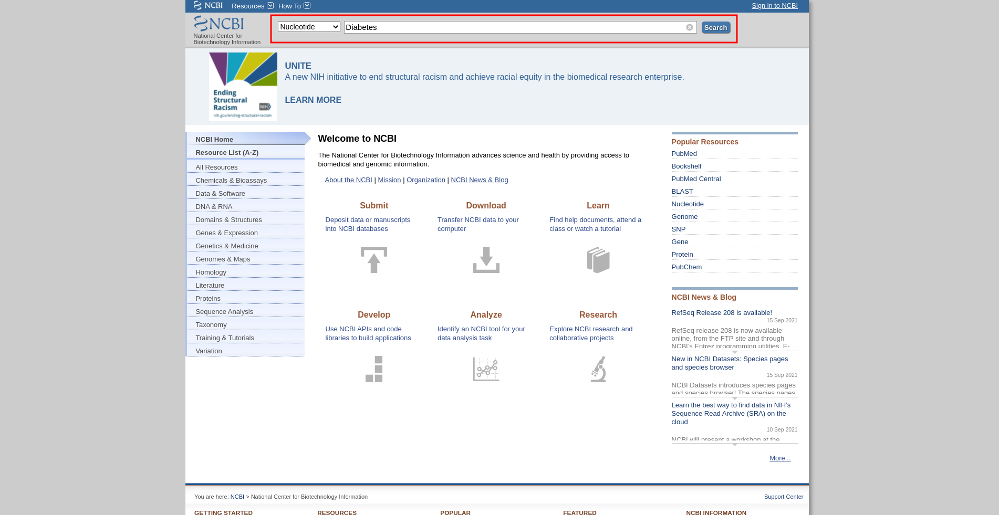 NCBI Resources How To Sign in to NCBI
NCBI
National Center for
Biotechnology Information
Nucleotide Diabetes Search
Ending
Structural
Racism
NIH
nih.gov/ending-structural-racism
UNITE
A new NIH initiative to end structural racism and achieve racial equity in the biomedical research enterprise.
LEARN MORE
NCBI Home
Resource List (A-Z)
All Resources
Chemicals & Bioassays
Data & Software
DNA & RNA
Domains & Structures
Genes & Expression
Genetics & Medicine
Genomes & Maps
Homology
Literature
Proteins
Sequence Analysis
Taxonomy
Training & Tutorials
Variation
Welcome to NCBI
The National Center for Biotechnology Information advances science and health by providing access to
biomedical and genomic information.
About the NCBI | Mission | Organization | NCBI News & Blog
Submit
Deposit data or manuscripts
into NCBI databases
Download
Transfer NCBI data to your
computer
Learn
Find help documents, attend a
class or watch a tutorial
Develop
Use NCBI APIs and code
libraries to build applications
Analyze
Identify an NCBI tool for your
data analysis task
Research
Explore NCBI research and
collaborative projects
Popular Resources
PubMed
Bookshelf
PubMed Central
BLAST
Nucleotide
Genome
SNP
Gene
Protein
PubChem
NCBI News & Blog
RefSeq Release 208 is available!
15 Sep 2021
RefSeq release 208 is now available
online, from the FTP site and through
NCBI's Entrez programming utilities, E-
New in NCBI Datasets: Species pages
and species browser
15 Sep 2021
NCBI Datasets introduces species pages
and species browser! The species pages
Learn the best way to find data in NIH's
Sequence Read Archive (SRA) on the
cloud
10 Sep 2021
NCBI will present a workshop at the
More...
You are here: NCBI > National Center for Biotechnology Information Support Center
GETTING STARTED RESOURCES POPULAR FEATURED NCBI INFORMATION